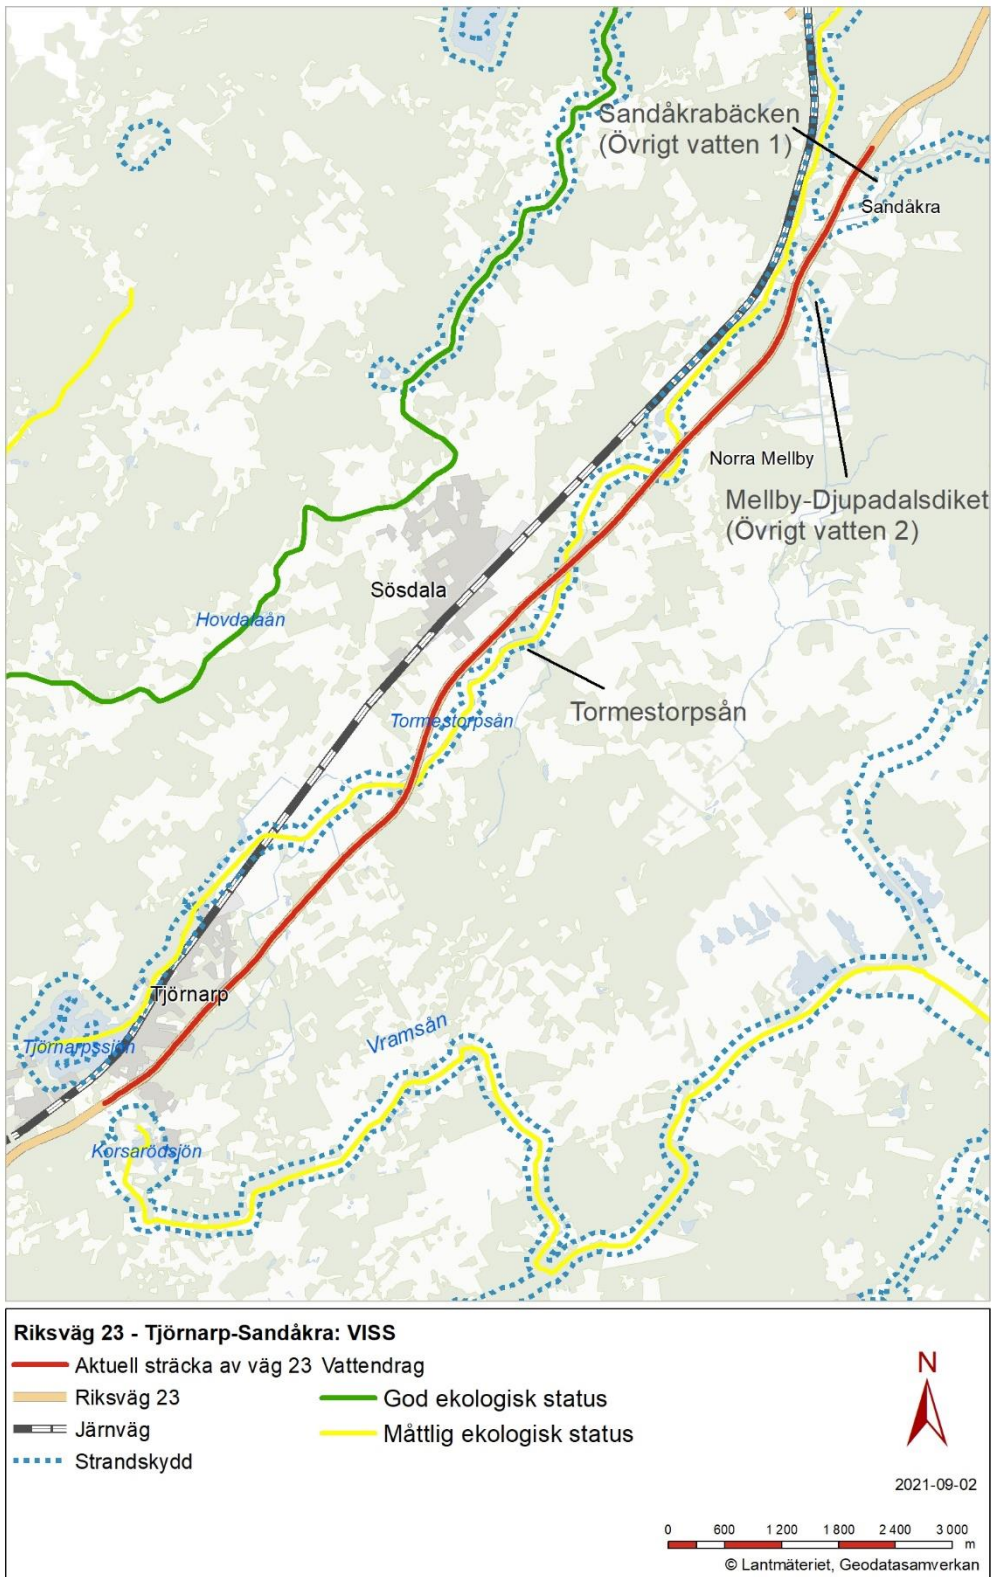 Sandåkrabäcken
(Övrigt vatten 1)
Sandåkra
Norra Mellby
Mellby-Djupadalsdiket
(Övrigt vatten 2)
Sösdala
Hovdalaån
Tormestorpsån
Tormestorpsån
Tjörnarp
Vramsån
Tjörnarpssjön
Korsarödsjön
Riksväg 23 - Tjörnarp-Sandåkra: VISS
Aktuell sträcka av väg 23
Riksväg 23
Järnväg
Strandskydd
Vattendrag
God ekologisk status
Måttlig ekologisk status
N
2021-09-02
0 600 1 200 1 800 2 400 3 000
m
© Lantmäteriet, Geodatasamverkan